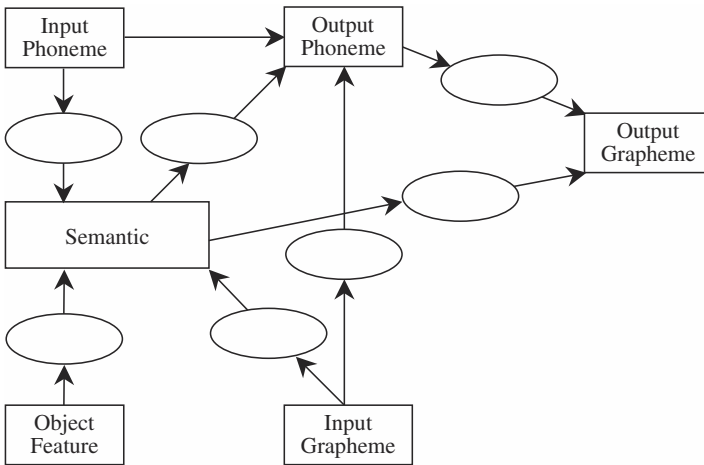 Input
Phoneme
Output
Phoneme
Output
Grapheme
Semantic
Object
Feature
Input
Grapheme